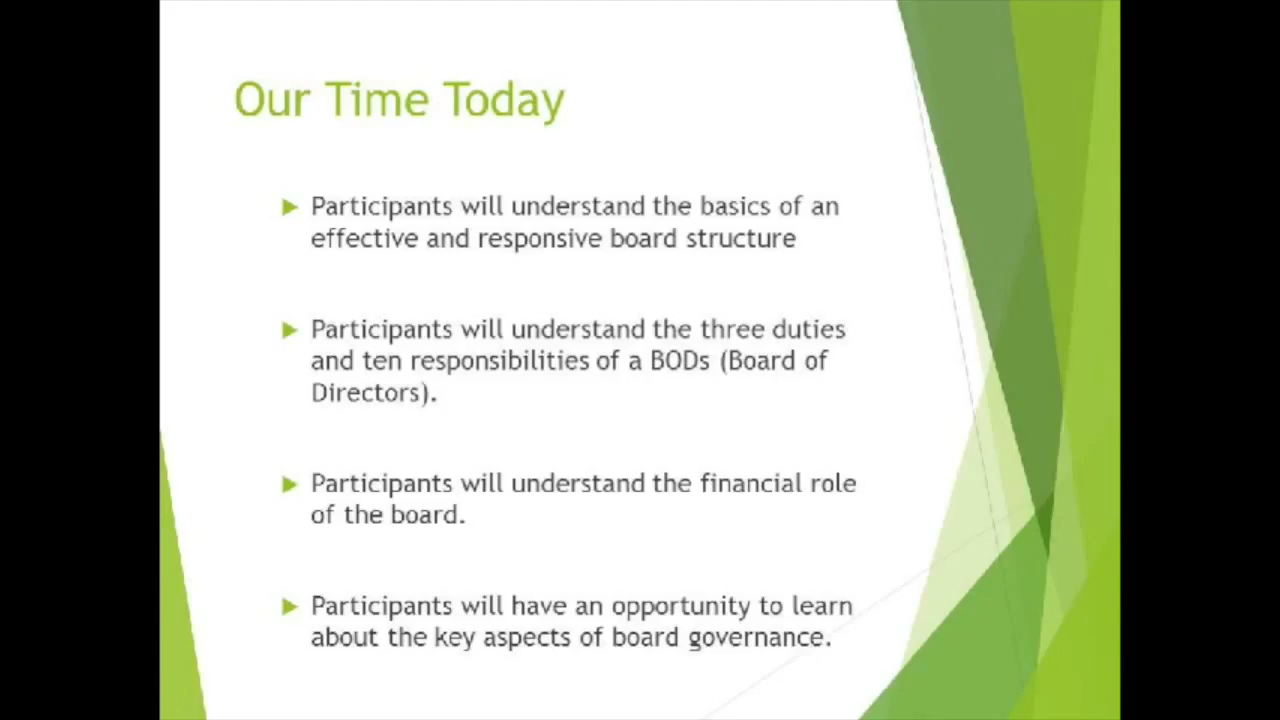 Our Time Today
Participants will understand the basics of an
effective and responsive board structure
Participants will understand the three duties
and ten responsibilities of a BODs (Board of
Directors).
Participants will understand the financial role
of the board.
Participants will have an opportunity to learn
about the key aspects of board governance.